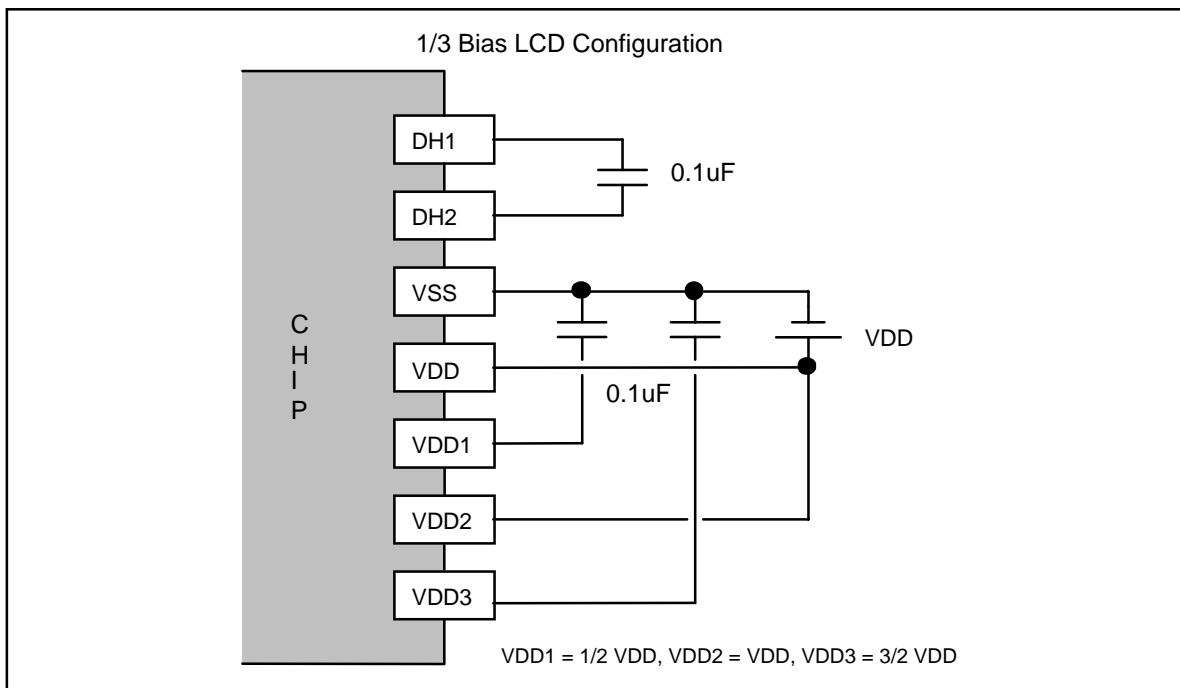 1/3 Bias LCD Configuration
DH1
0.1uF
DH2
VSS
C
H
I
P
VDD
VDD
0.1uF
VDD1
VDD2
VDD3
VDD1 = 1/2 VDD, VDD2 = VDD, VDD3 = 3/2 VDD